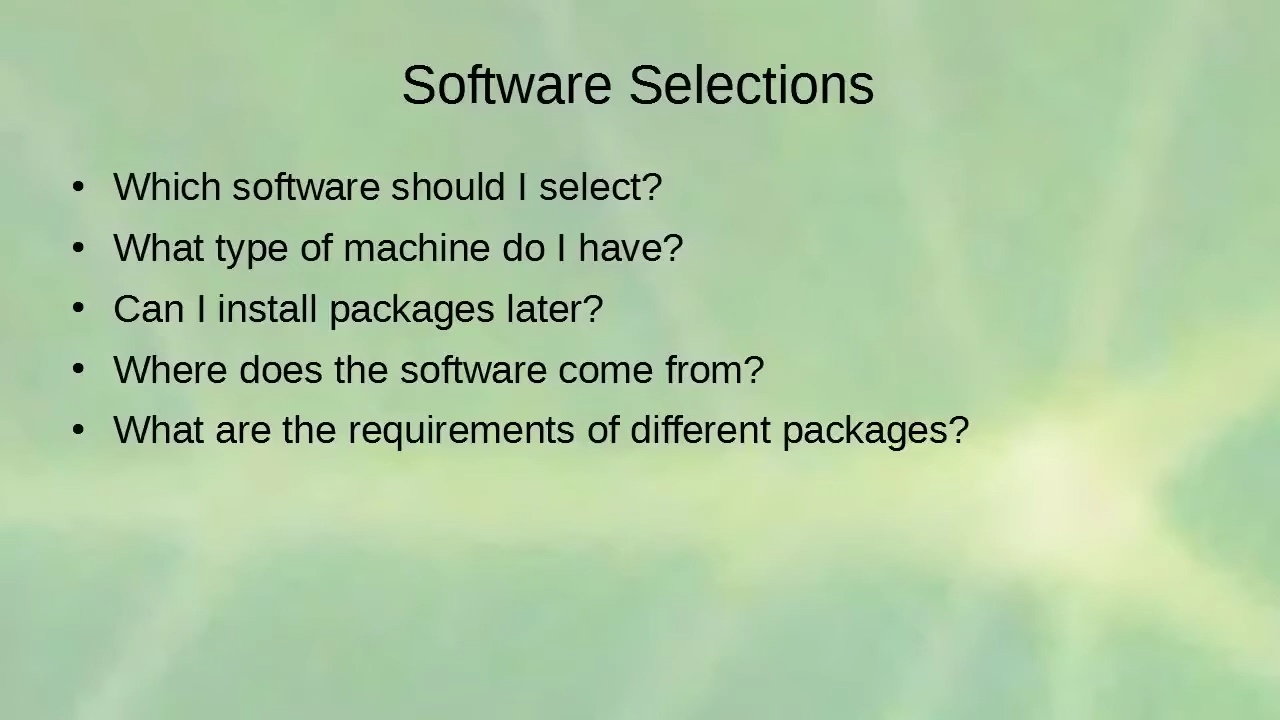 Software Selections
• Which software should I select?
• What type of machine do I have?
• Can I install packages later?
• Where does the software come from?
• What are the requirements of different packages?